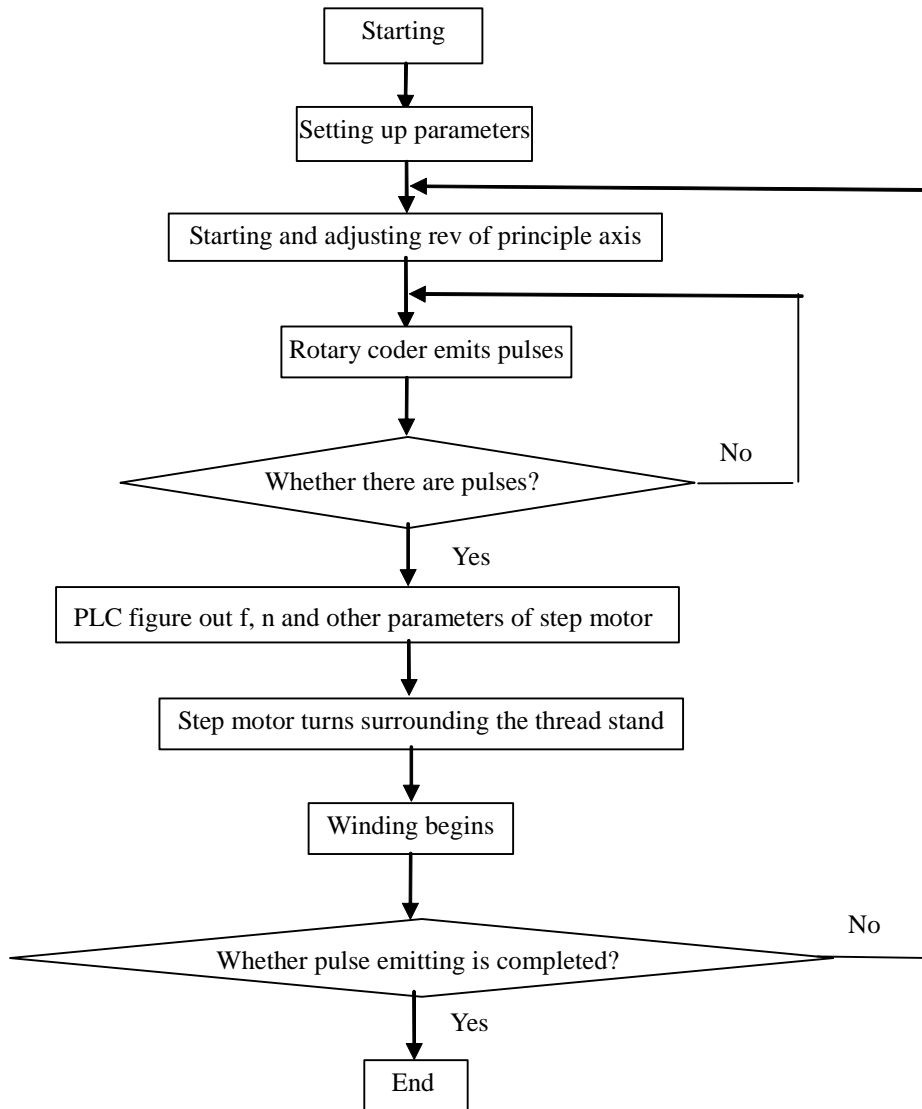 Starting
Setting up parameters
Starting and adjusting rev of principle axis
Rotary coder emits pulses
Whether there are pulses?
No
Yes
PLC figure out f, n and other parameters of step motor
Step motor turns surrounding the thread stand
Winding begins
No
Whether pulse emitting is completed?
Yes
End